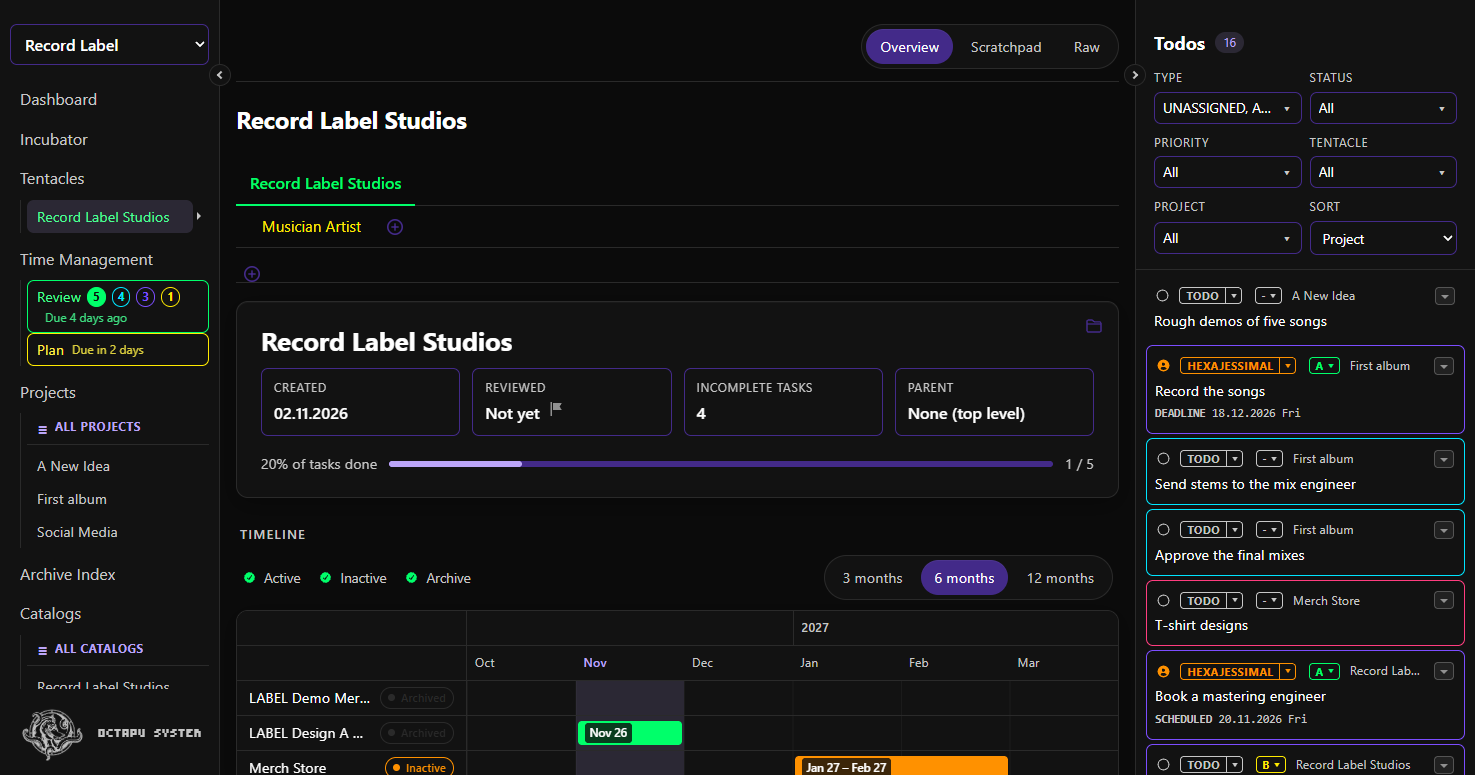 Record Label
Dashboard
Incubator
Tentacles
Record Label Studios
Time Management
Review 5 4 3 1
Due 4 days ago
Plan Due in 2 days
Projects
ALL PROJECTS
A New Idea
First album
Social Media
Archive Index
Catalogs
ALL CATALOGS
Record Label Studios
OCTAPU SYSTEM
Overview Scratchpad Raw
Record Label Studios
Record Label Studios
Musician Artist
Record Label Studios
CREATED
02.11.2026
REVIEWED
Not yet
INCOMPLETE TASKS
4
PARENT
None (top level)
20% of tasks done 1 / 5
TIMELINE
Active Inactive Archive
3 months 6 months 12 months
2027
Oct Nov Dec Jan Feb Mar
LABEL Demo Mer... Archived
LABEL Design A ... Archived
Nov 26
Merch Store Inactive
Jan 27 – Feb 27
Todos 16
TYPE STATUS
UNASSIGNED, A... All
PRIORITY TENTACLE
All All
PROJECT SORT
All Project
TODO - A New Idea
Rough demos of five songs
HEXAJESSIMAL A First album
Record the songs
DEADLINE 18.12.2026 Fri
TODO - First album
Send stems to the mix engineer
TODO - First album
Approve the final mixes
TODO - Merch Store
T-shirt designs
HEXAJESSIMAL A Record Lab...
Book a mastering engineer
SCHEDULED 20.11.2026 Fri
TODO B Record Label Studios